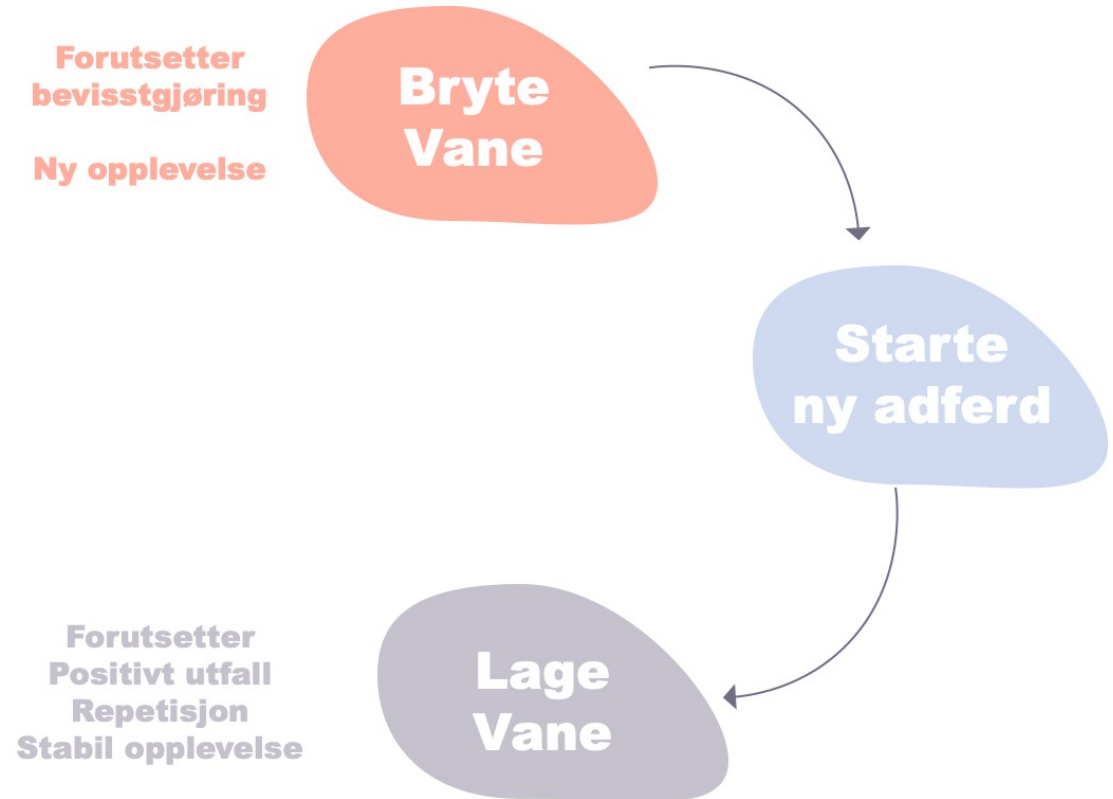 Forutsetter
bevisstgjøring
Ny opplevelse
Bryte
Vane
Starte
ny adferd
Forutsetter
Positivt utfall
Repetisjon
Stabil opplevelse
Lage
Vane